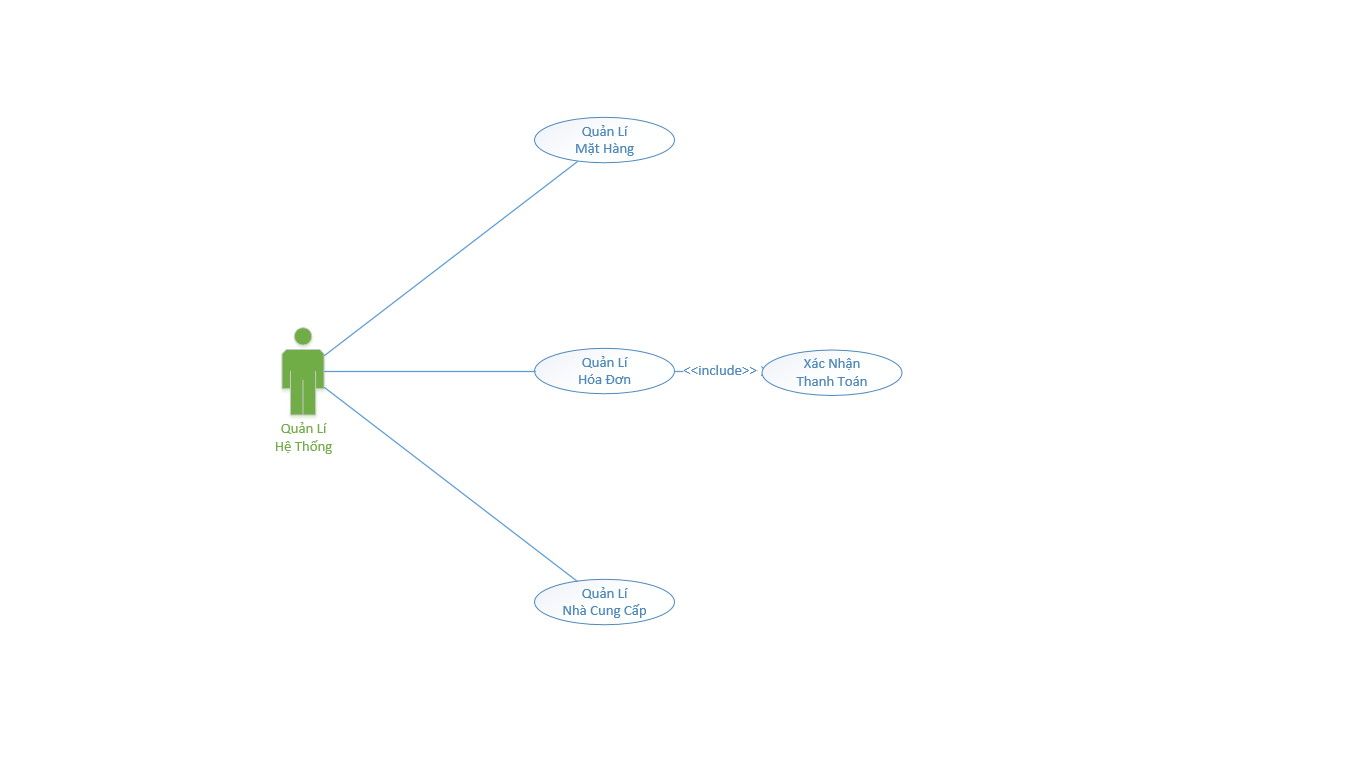 Quản Lí
Mặt Hàng
Quản Lí
Hóa Đơn
<<include>>
Xác Nhận
Thanh Toán
Quản Lí
Hệ Thống
Quản Lí
Nhà Cung Cấp